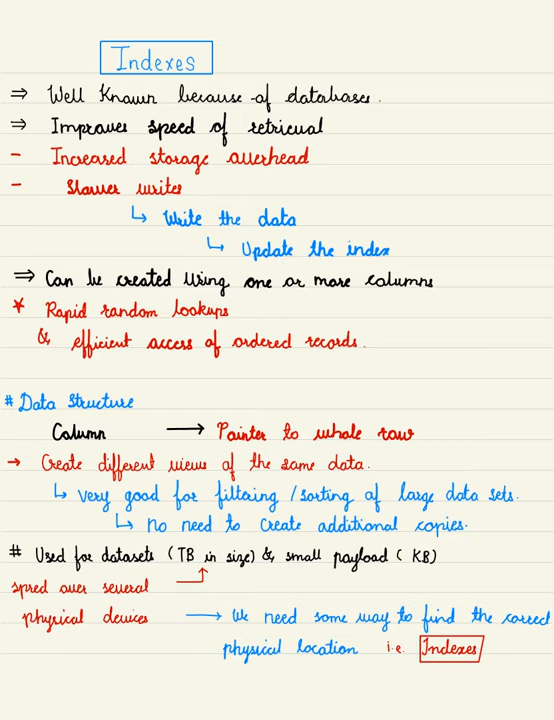 Indexes
⇒ Well Known because of databases.
⇒ Improves speed of retrieval
- Increased storage overhead
- Slower writes
↳ Write the data
↳ Update the index
⇒ Can be created using one or more columns
* Rapid random lookups
& efficient access of ordered records.
# Data Structure
Column → Pointer to whole row
→ Create different views of the same data.
↳ Very good for filtering / sorting of large data sets.
↳ No need to create additional copies.
# Used for datasets (TB in size) & small payload (KB)
spred over several
physical devices → We need some way to find the correct
physical location i.e. Indexes